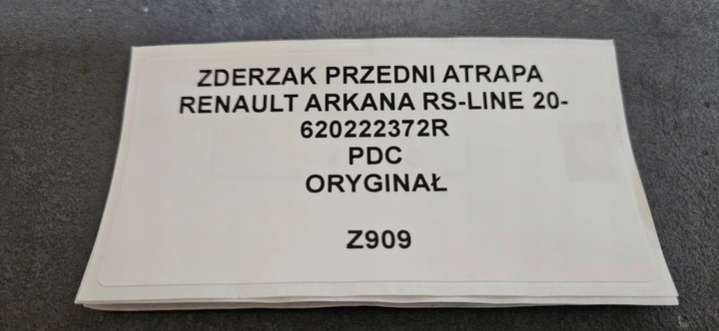 ZDERZAK PRZEDNI ATRAPA
RENAULT ARKANA RS-LINE 20-
620222372R
PDC
ORYGINAŁ
Z909